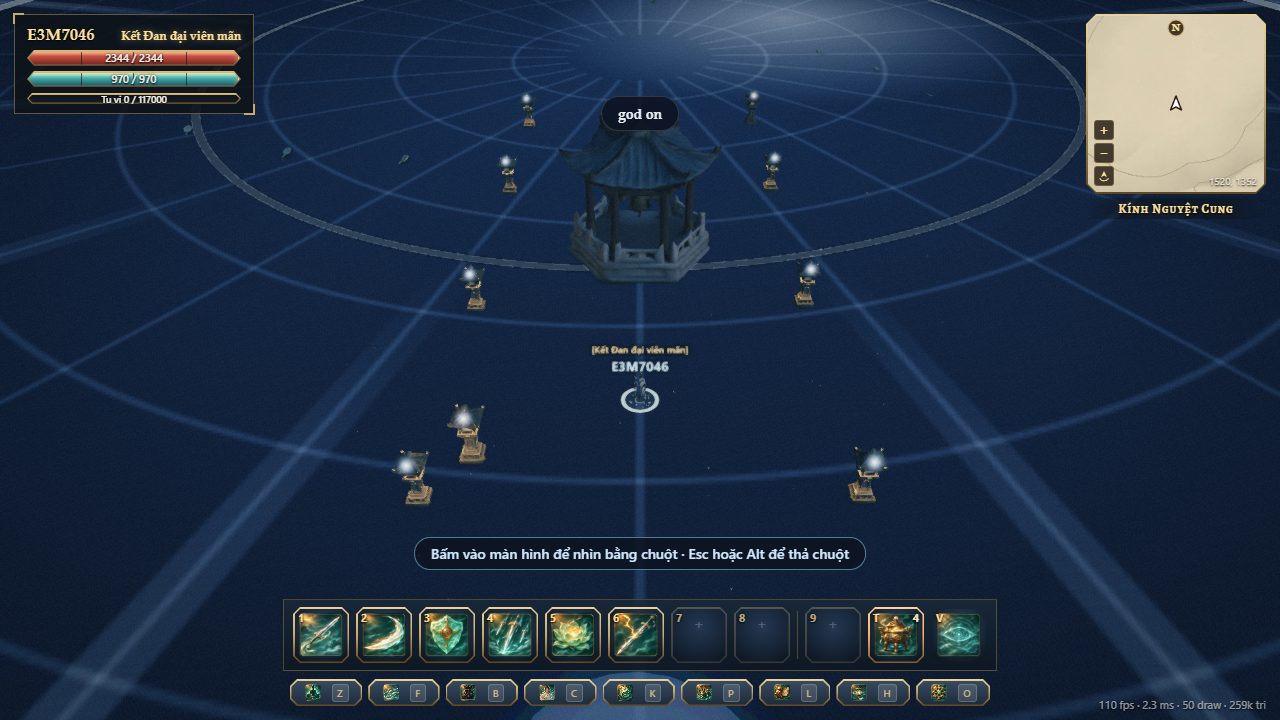 E3M7046 Kết Đan đại viên mãn
2344 / 2344
970 / 970
Tu vi 0 / 117000
god on
N
+
−
1520, 1352
Kính Nguyệt Cung
[Kết Đan đại viên mãn]
E3M7046
Bấm vào màn hình để nhìn bằng chuột · Esc hoặc Alt để thả chuột
1 2 3 4 5 6 7 + 8 + 9 + T 4 V
Z F B C K P L H O
110 fps · 2.3 ms · 50 draw · 259k tri